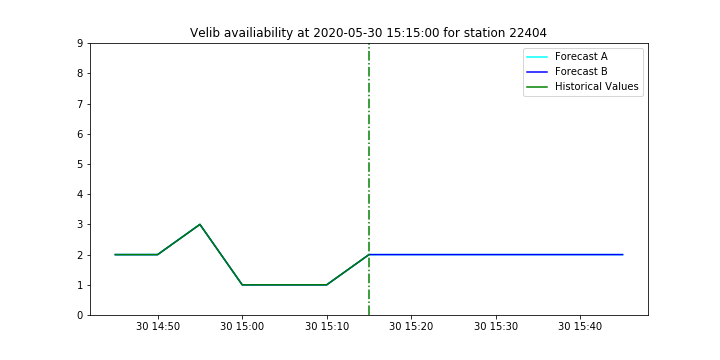 Velib availiability at 2020-05-30 15:15:00 for station 22404
9
8
7
6
5
4
3
2
1
0
Forecast A
Forecast B
Historical Values
30 14:50 30 15:00 30 15:10 30 15:20 30 15:30 30 15:40